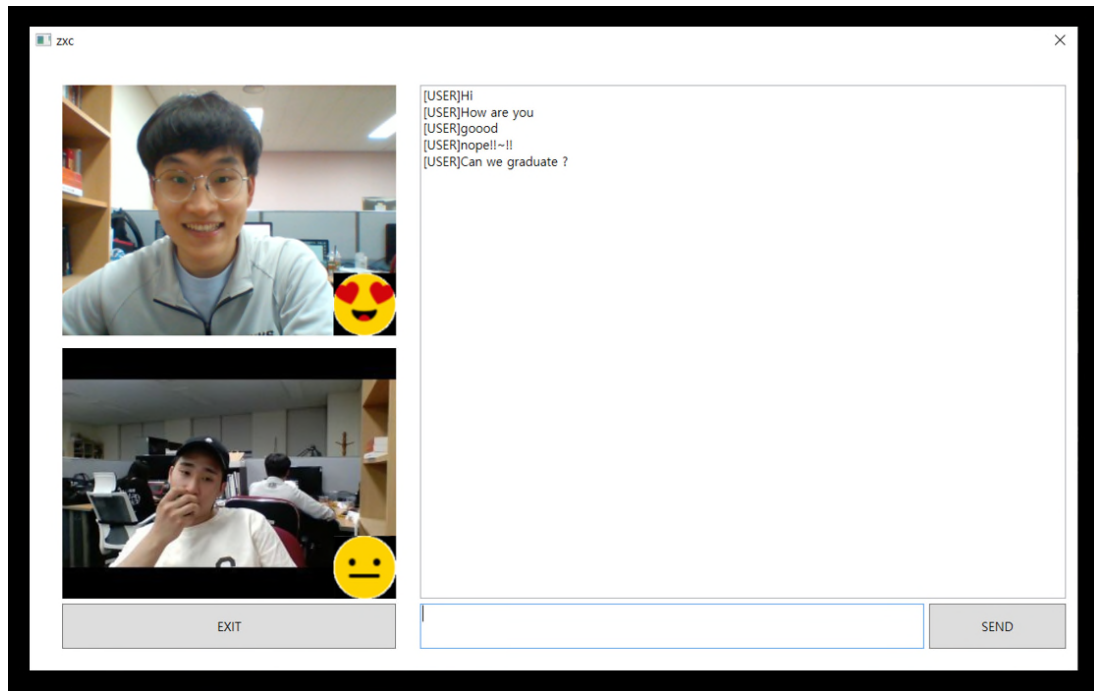 zxc
[USER]Hi
[USER]How are you
[USER]goood
[USER]nope!!~!!
[USER]Can we graduate ?
EXIT
SEND